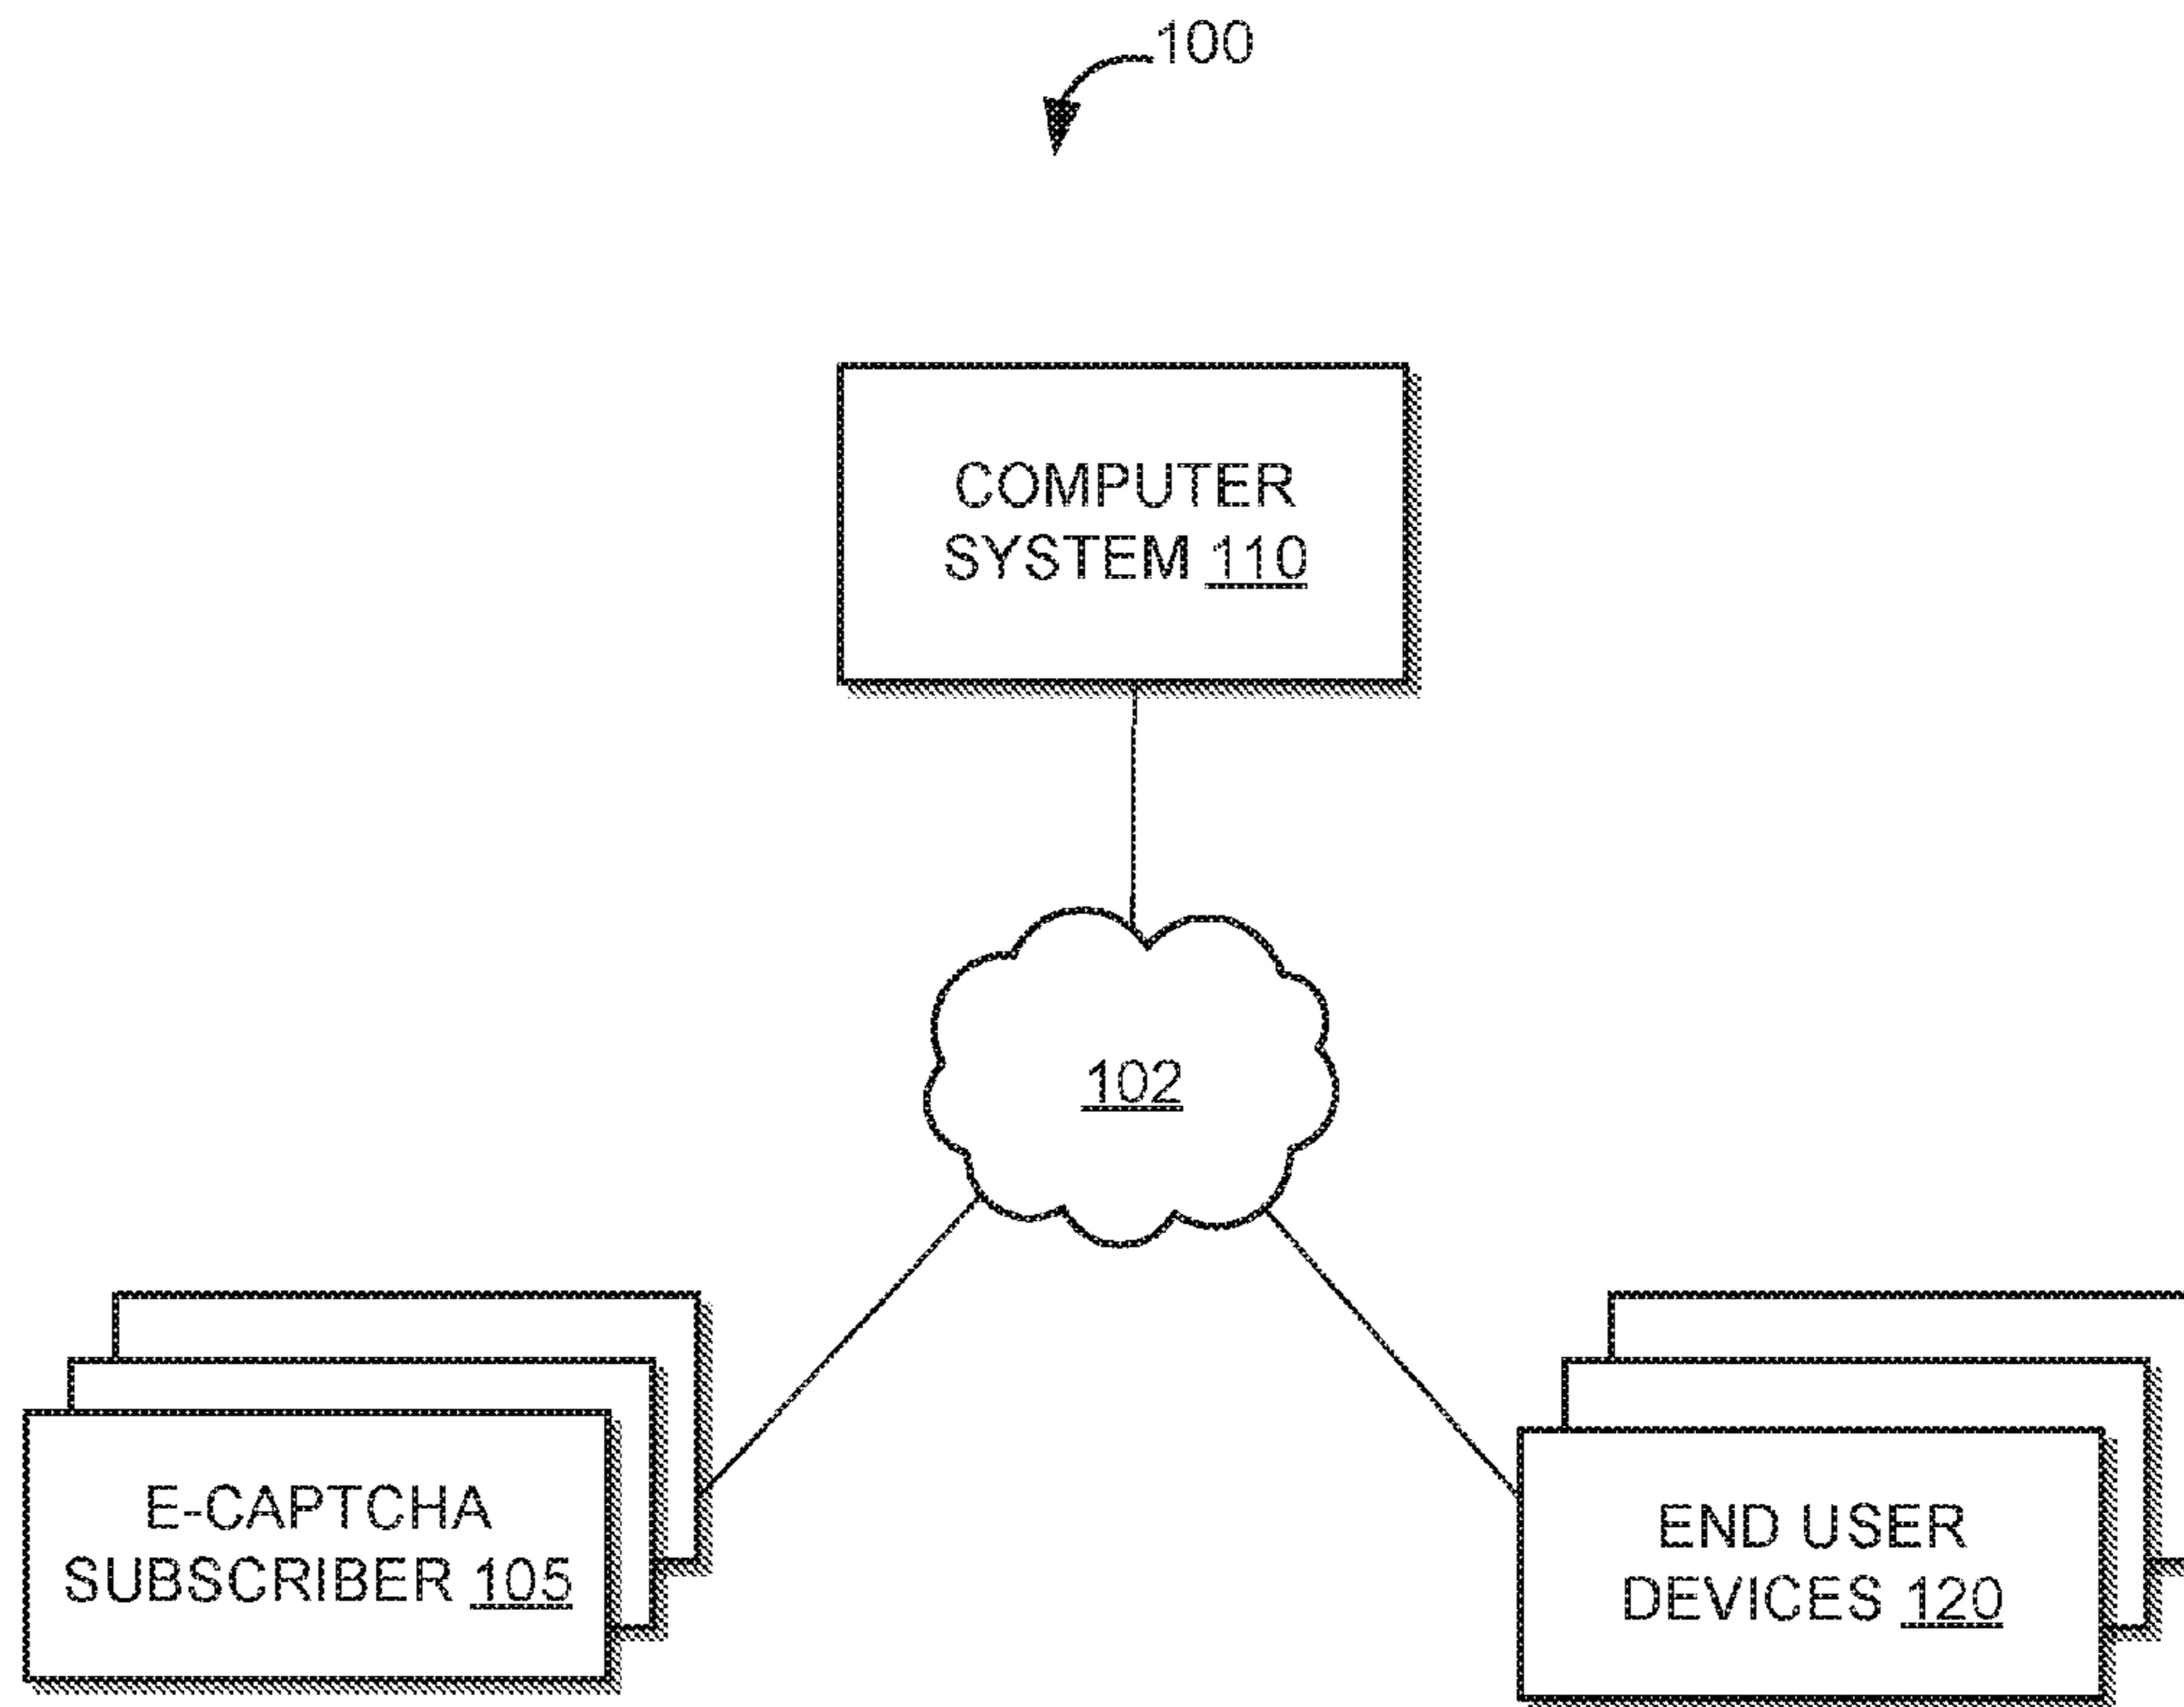 100
COMPUTER
SYSTEM 110
102
E-CAPTCHA
SUBSCRIBER 105
END USER
DEVICES 120